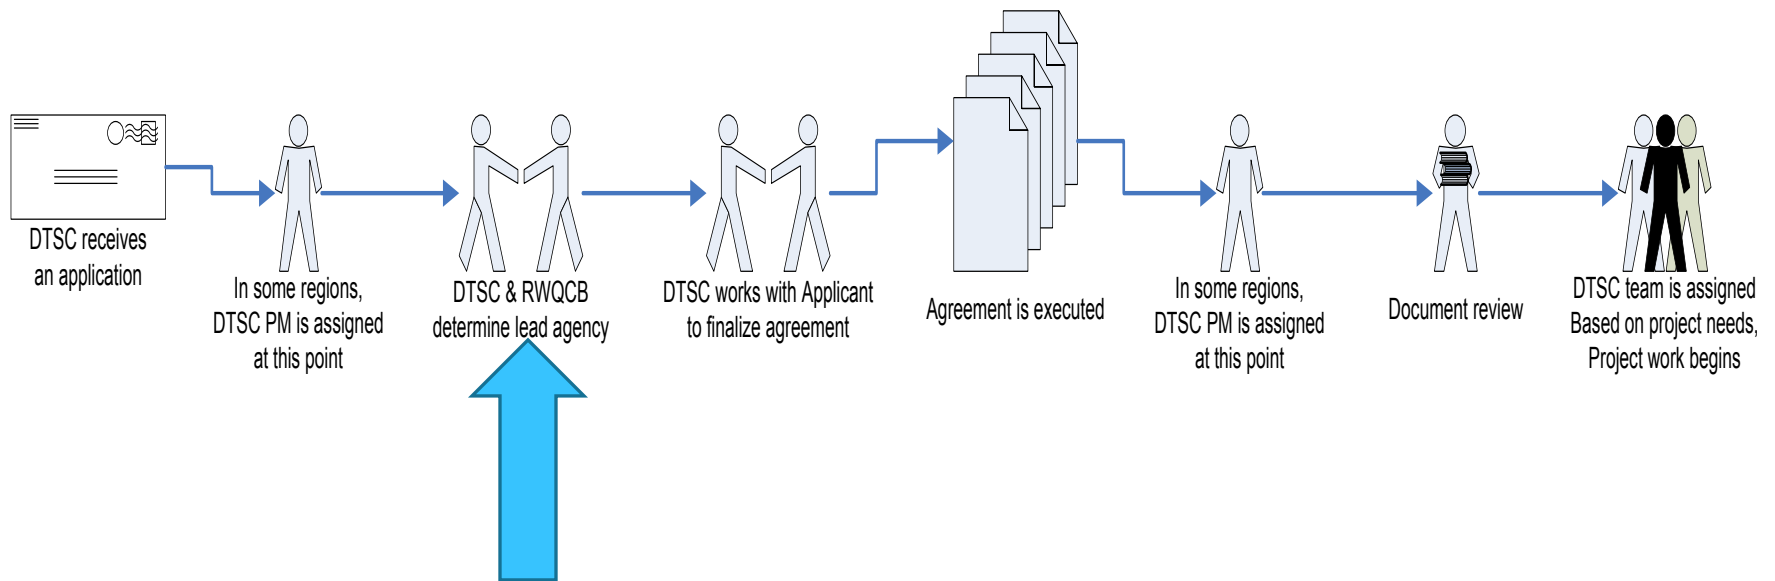 DTSC receives
an application
In some regions,
DTSC PM is assigned
at this point
DTSC & RWQCB
determine lead agency
DTSC works with Applicant
to finalize agreement
Agreement is executed
In some regions,
DTSC PM is assigned
at this point
Document review
DTSC team is assigned
Based on project needs,
Project work begins